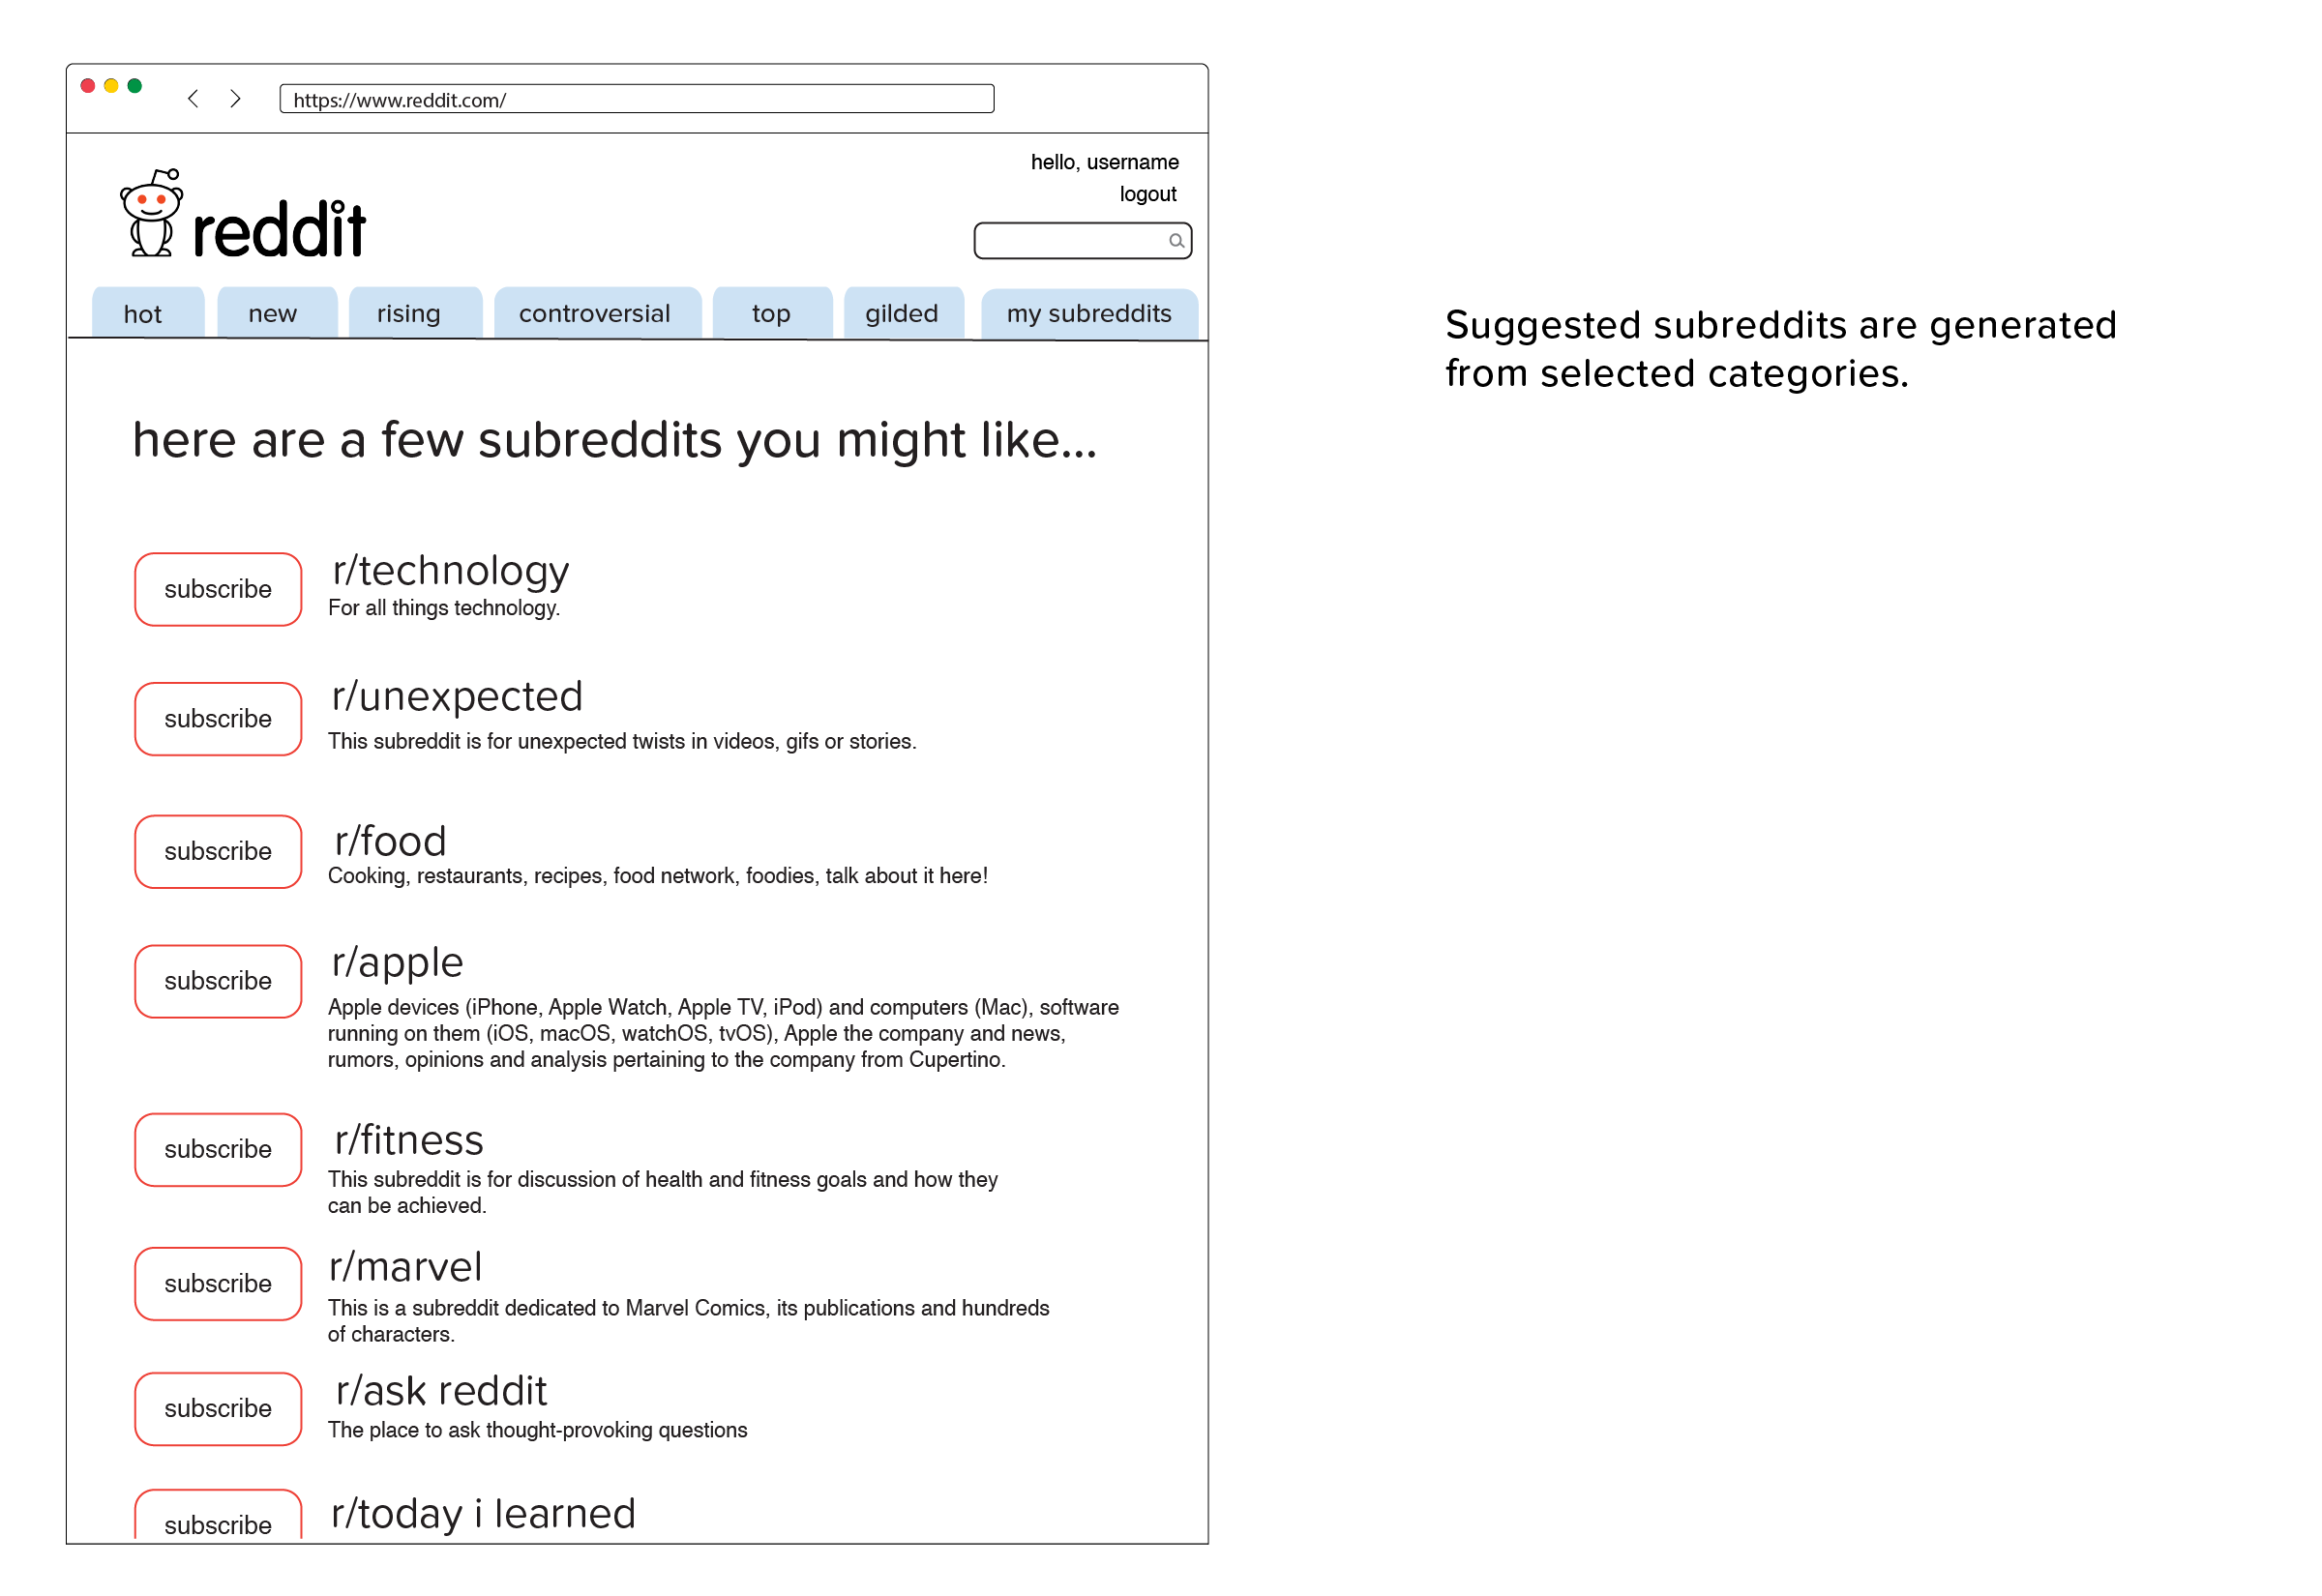 https://www.reddit.com/
hello, username
logout
reddit
hot new rising controversial top gilded my subreddits
here are a few subreddits you might like...
subscribe
r/technology
For all things technology.
subscribe
r/unexpected
This subreddit is for unexpected twists in videos, gifs or stories.
subscribe
r/food
Cooking, restaurants, recipes, food network, foodies, talk about it here!
subscribe
r/apple
Apple devices (iPhone, Apple Watch, Apple TV, iPod) and computers (Mac), software
running on them (iOS, macOS, watchOS, tvOS), Apple the company and news,
rumors, opinions and analysis pertaining to the company from Cupertino.
subscribe
r/fitness
This subreddit is for discussion of health and fitness goals and how they
can be achieved.
subscribe
r/marvel
This is a subreddit dedicated to Marvel Comics, its publications and hundreds
of characters.
subscribe
r/ask reddit
The place to ask thought-provoking questions
subscribe
r/today i learned
Suggested subreddits are generated
from selected categories.